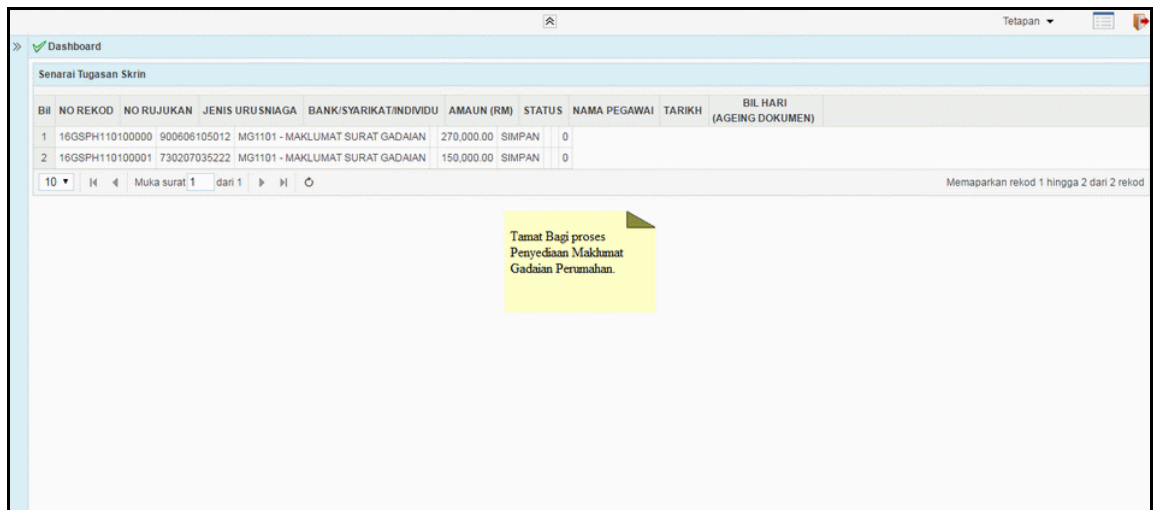 Tetapan
Dashboard
Senarai Tugasan Skrin
Bil NO REKOD NO RUJUKAN JENIS URUSNIAGA BANK/SYARIKAT/INDIVIDU AMAUN (RM) STATUS NAMA PEGAWAI TARIKH BIL HARI
(AGEING DOKUMEN)
1 16GSPH110100000 900606105012 MG1101 - MAKLUMAT SURAT GADAIAN 270,000.00 SIMPAN 0
2 16GSPH110100001 730207035222 MG1101 - MAKLUMAT SURAT GADAIAN 150,000.00 SIMPAN 0
10 Muka surat 1 dari 1 Memaparkan rekod 1 hingga 2 dari 2 rekod
Tamat Bagi proses
Penyediaan Maklumat
Gadaian Perumahan.